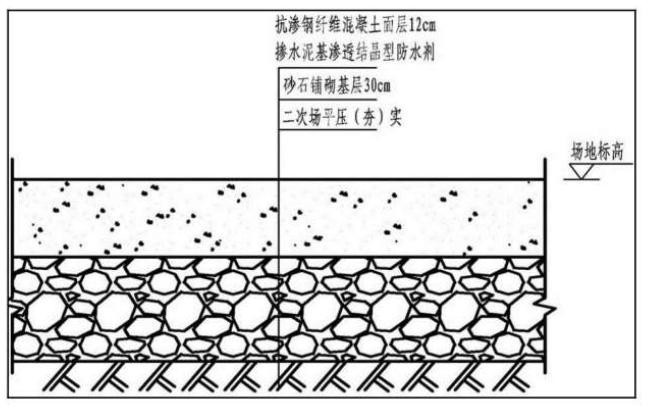 抗渗钢纤维混凝土面层12cm
掺水泥基渗透结晶型防水剂
砂石铺砌基层30cm
二次场平压（夯）实
场地标高